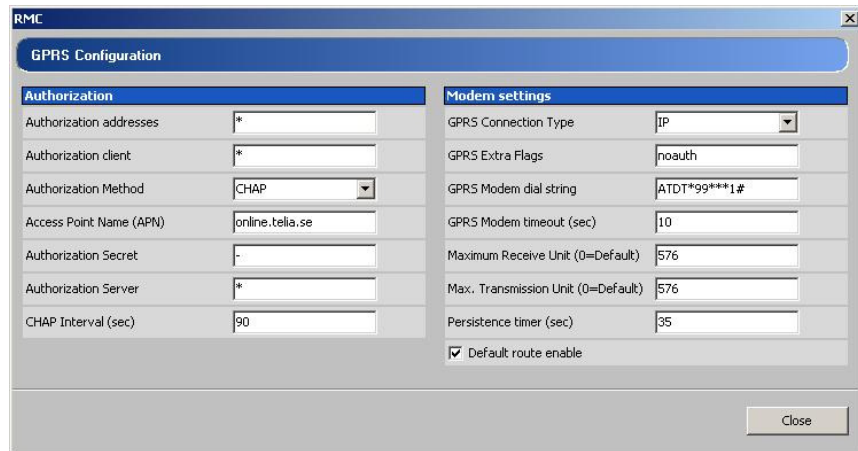 RMC
GPRS Configuration
Authorization
Authorization addresses *
Authorization client *
Authorization Method CHAP
Access Point Name (APN) online.telia.se
Authorization Secret -
Authorization Server *
CHAP Interval (sec) 90
Modem settings
GPRS Connection Type IP
GPRS Extra Flags noauth
GPRS Modem dial string ATDT*99***1#
GPRS Modem timeout (sec) 10
Maximum Receive Unit (0=Default) 576
Max. Transmission Unit (0=Default) 576
Persistence timer (sec) 35
Default route enable
Close